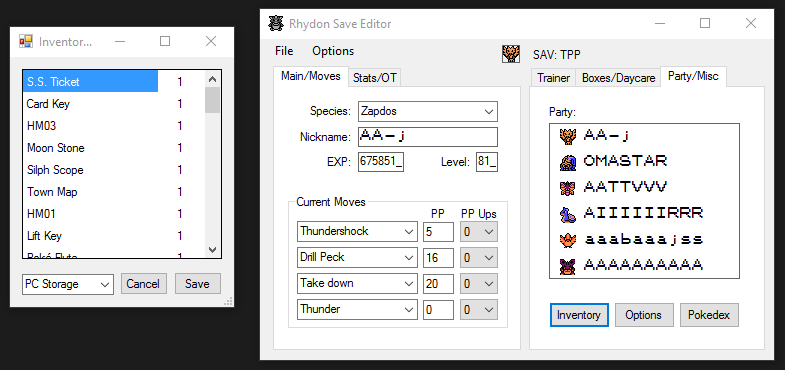 Inventor...
S.S. Ticket 1
Card Key 1
HM03 1
Moon Stone 1
Silph Scope 1
Town Map 1
HM01 1
Lift Key 1
Poké Flute 1
PC Storage Cancel Save
Rhydon Save Editor
File Options
SAV: TPP
Main/Moves Stats/OT
Species: Zapdos
Nickname: AA-j
EXP: 675851_ Level: 81_
Current Moves
PP PP Ups
Thundershock 5 0
Drill Peck 16 0
Take down 20 0
Thunder 0 0
Trainer Boxes/Daycare Party/Misc
Party:
AA-j
OMASTAR
AATTVVV
AIIIIIIRRR
aaabaaajss
AAAAAAAAAA
Inventory Options Pokedex